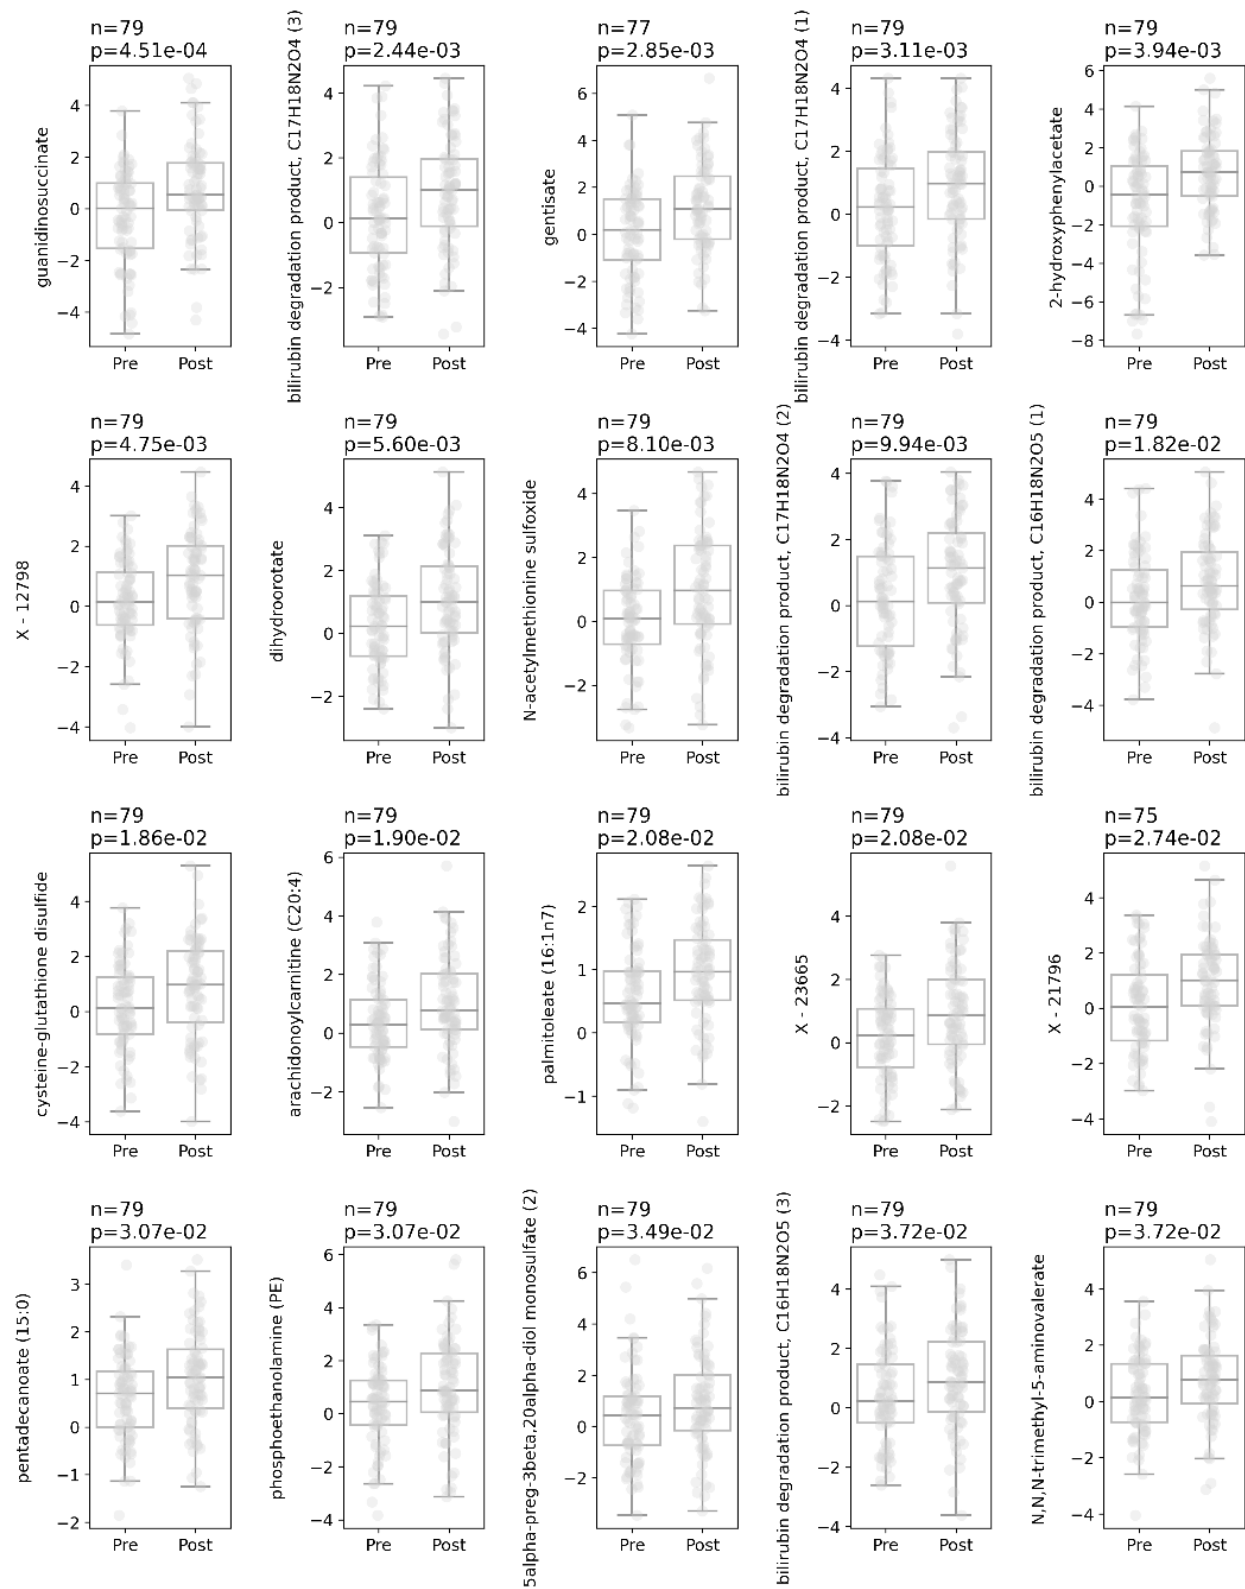 n=79
p=4.51e-04
guanidinosuccinate
4
2
0
−2
−4
Pre Post
n=79
p=2.44e-03
bilirubin degradation product, C17H18N2O4 (3)
4
2
0
−2
Pre Post
n=77
p=2.85e-03
gentisate
6
4
2
0
−2
−4
Pre Post
n=79
p=3.11e-03
bilirubin degradation product, C17H18N2O4 (1)
4
2
0
−2
−4
Pre Post
n=79
p=3.94e-03
2-hydroxyphenylacetate
6
4
2
0
−2
−4
−6
−8
Pre Post
n=79
p=4.75e-03
X - 12798
4
2
0
−2
−4
Pre Post
n=79
p=5.60e-03
dihydroorotate
4
2
0
−2
Pre Post
n=79
p=8.10e-03
N-acetylmethionine sulfoxide
4
2
0
−2
Pre Post
n=79
p=9.94e-03
bilirubin degradation product, C17H18N2O4 (2)
4
2
0
−2
−4
Pre Post
n=79
p=1.82e-02
bilirubin degradation product, C16H18N2O5 (1)
4
2
0
−2
−4
Pre Post
n=79
p=1.86e-02
cysteine-glutathione disulfide
4
2
0
−2
−4
Pre Post
n=79
p=1.90e-02
arachidonoylcarnitine (C20:4)
6
4
2
0
−2
Pre Post
n=79
p=2.08e-02
palmitoleate (16:1n7)
2
1
0
−1
Pre Post
n=79
p=2.08e-02
X - 23665
4
2
0
−2
Pre Post
n=75
p=2.74e-02
X - 21796
4
2
0
−2
−4
Pre Post
n=79
p=3.07e-02
pentadecanoate (15:0)
3
2
1
0
−1
−2
Pre Post
n=79
p=3.07e-02
phosphoethanolamine (PE)
6
4
2
0
−2
−4
Pre Post
n=79
p=3.49e-02
5alpha-preg-3beta,20alpha-diol monosulfate (2)
6
4
2
0
−2
Pre Post
n=79
p=3.72e-02
bilirubin degradation product, C16H18N2O5 (3)
4
2
0
−2
−4
Pre Post
n=79
p=3.72e-02
N,N,N-trimethyl-5-aminovalerate
4
2
0
−2
−4
Pre Post